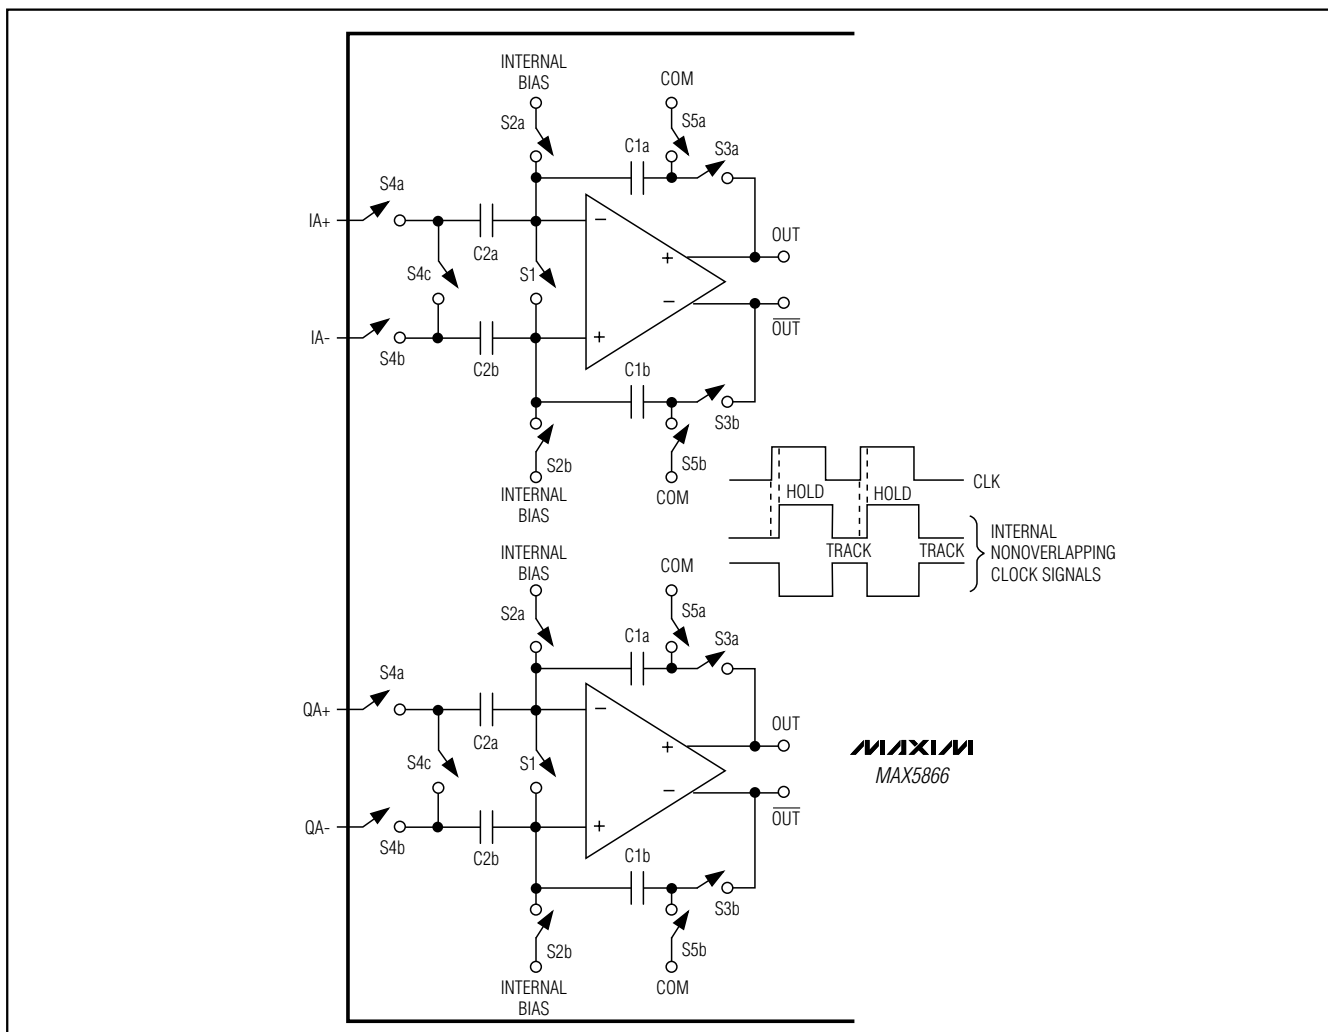 INTERNAL
BIAS
COM
S2a
S5a
C1a
S3a
S4a
IA+
−
C2a
OUT
+
S4c
S1
−
OUT
IA-
+
S4b
C2b
C1b
S3b
S2b
S5b
INTERNAL
BIAS
COM
CLK
HOLD
HOLD
TRACK
TRACK
INTERNAL
NONOVERLAPPING
CLOCK SIGNALS
INTERNAL
BIAS
COM
S2a
S5a
C1a
S3a
S4a
QA+
−
C2a
OUT
+
S4c
S1
−
OUT
QA-
+
S4b
C2b
C1b
S3b
S2b
S5b
INTERNAL
BIAS
COM
MAXIM
MAX5866